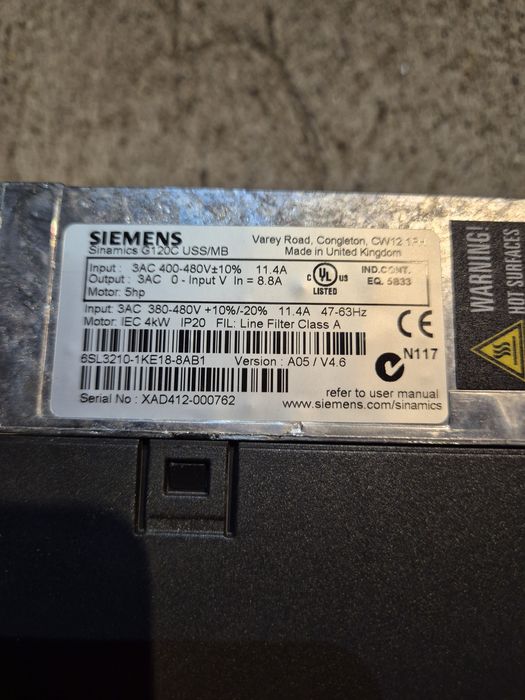 SIEMENS
Sinamics G120C USS/MB
Varey Road, Congleton, CW12
Made in United Kingdom
Input : 3AC 400-480V±10% 11.4A
Output : 3AC 0 - Input V In = 8.8A
Motor: 5hp
C UL US
LISTED
IND.CONT.
EQ. 5B33
Input: 3AC 380-480V +10%/-20% 11.4A 47-63Hz
Motor: IEC 4kW IP20 FIL: Line Filter Class A
CE
6SL3210-1KE18-8AB1 Version : A05 / V4.6
N117
Serial No : XAD412-000762
refer to user manual
www.siemens.com/sinamics
WARNING!
HOT SURFACES